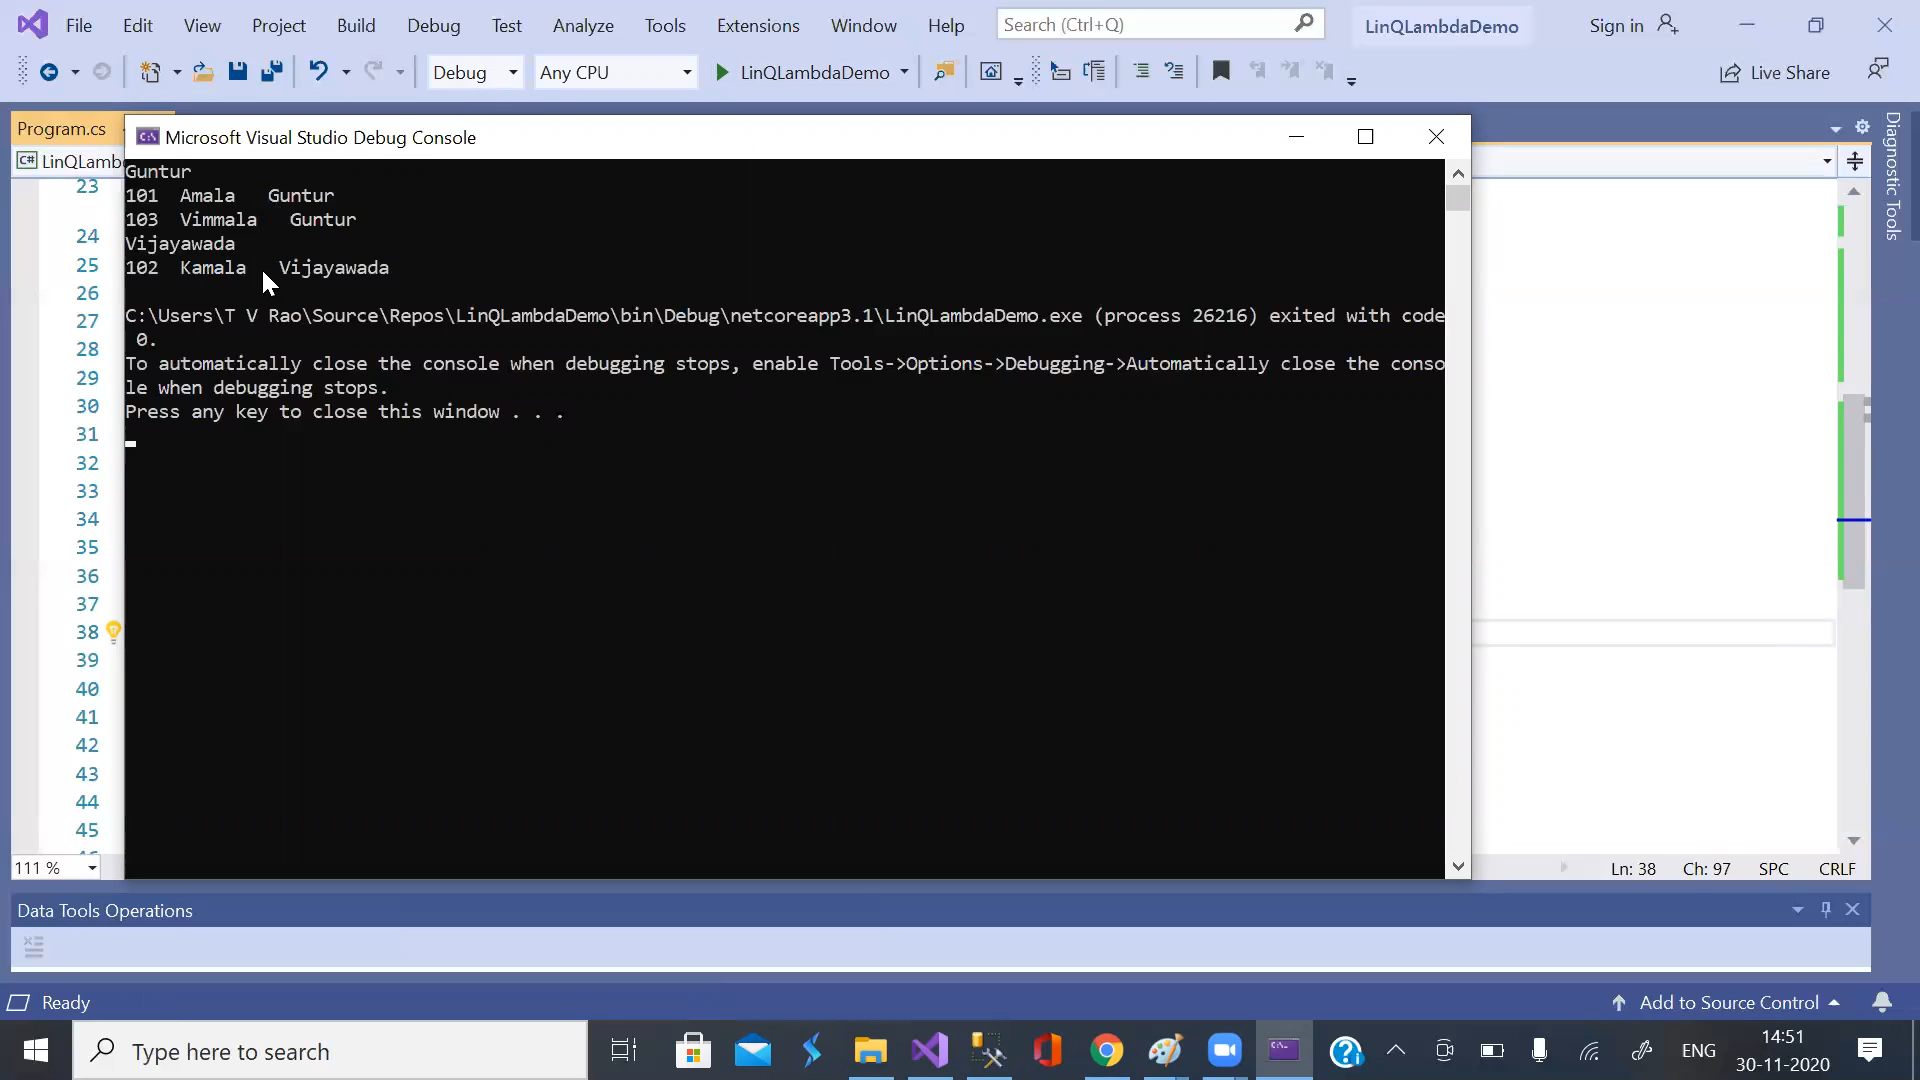 File Edit View Project Build Debug Test Analyze Tools Extensions Window Help Search (Ctrl+Q) LinQLambdaDemo Sign in
Debug Any CPU LinQLambdaDemo Live Share
Program.cs
C# LinQLamb
Microsoft Visual Studio Debug Console
Guntur
101 Amala Guntur
103 Vimmala Guntur
Vijayawada
102 Kamala Vijayawada
C:\Users\T V Rao\Source\Repos\LinQLambdaDemo\bin\Debug\netcoreapp3.1\LinQLambdaDemo.exe (process 26216) exited with code
0.
To automatically close the console when debugging stops, enable Tools->Options->Debugging->Automatically close the conso
le when debugging stops.
Press any key to close this window . . .
23
24
25
26
27
28
29
30
31
32
33
34
35
36
37
38
39
40
41
42
43
44
45
Diagnostic Tools
111 % Ln: 38 Ch: 97 SPC CRLF
Data Tools Operations
Ready Add to Source Control
Type here to search ENG 14:51
30-11-2020